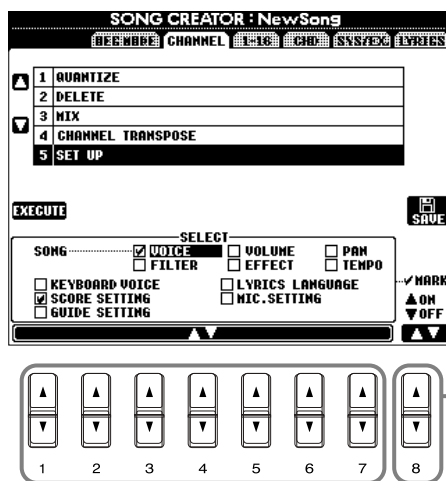 SONG CREATOR : NewSong
REC MODE CHANNEL 1-16 CHD SYS/EX. LYRICS
1 QUANTIZE
2 DELETE
3 MIX
4 CHANNEL TRANSPOSE
5 SET UP
EXECUTE
SAVE
SELECT
SONG VOICE VOLUME PAN
FILTER EFFECT TEMPO
KEYBOARD VOICE LYRICS LANGUAGE
SCORE SETTING MIC.SETTING
GUIDE SETTING
MARK
ON
OFF
1 2 3 4 5 6 7 8